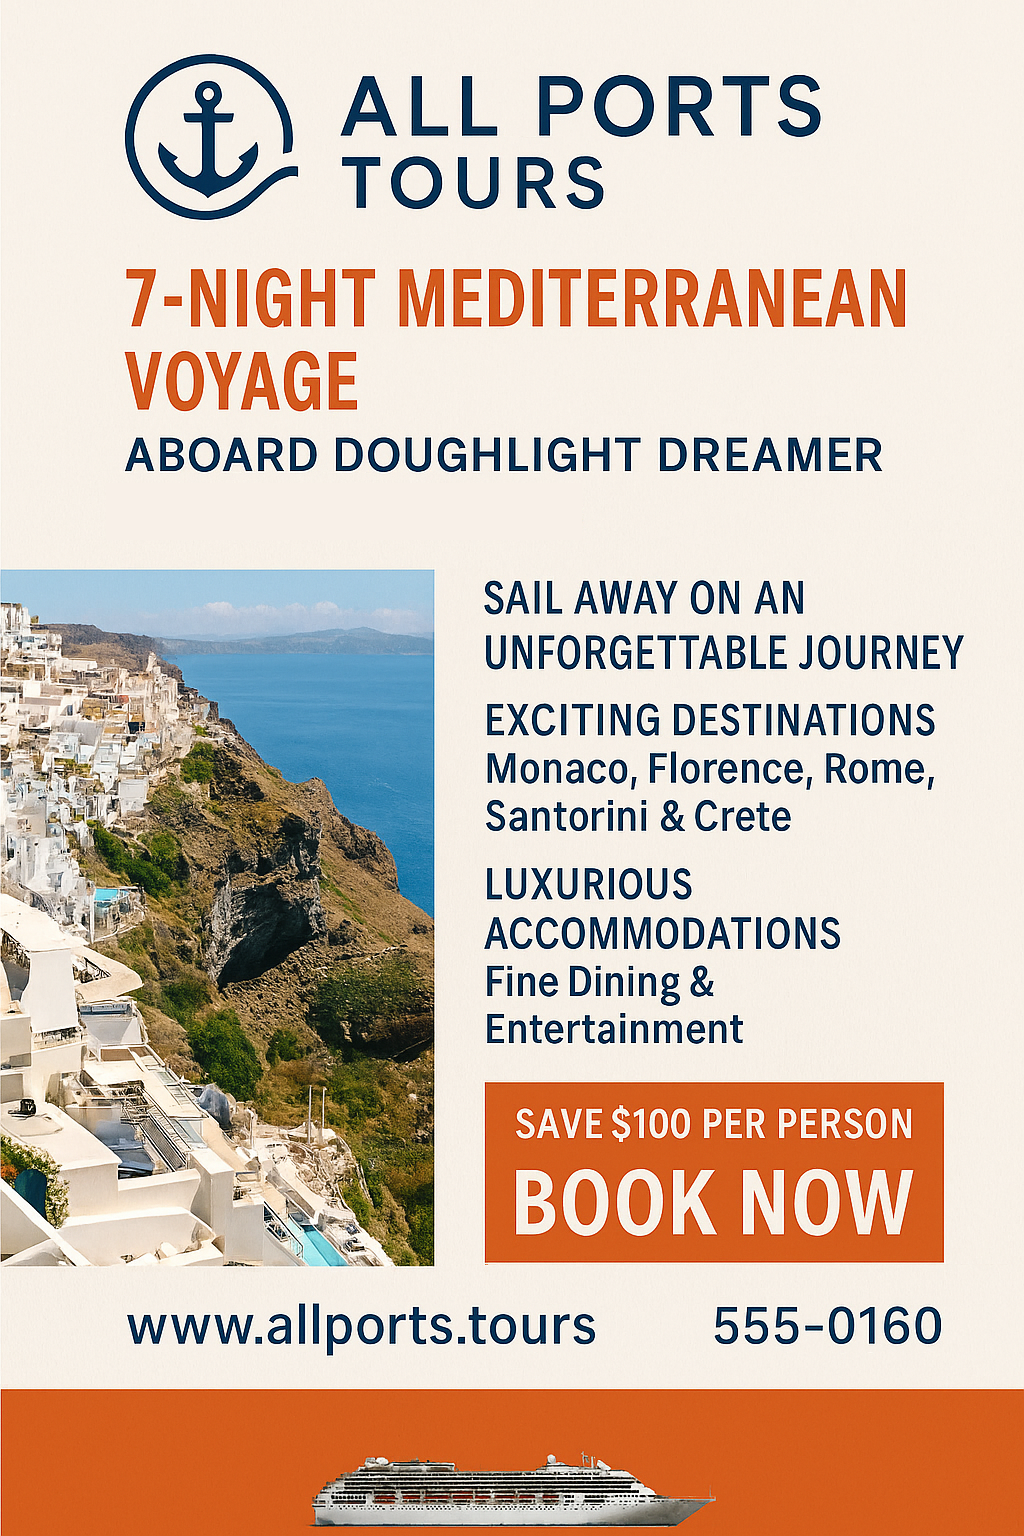 ALL PORTS
TOURS
7-NIGHT MEDITERRANEAN
VOYAGE
ABOARD DOUGHLIGHT DREAMER
SAIL AWAY ON AN
UNFORGETTABLE JOURNEY
EXCITING DESTINATIONS
Monaco, Florence, Rome,
Santorini & Crete
LUXURIOUS
ACCOMMODATIONS
Fine Dining &
Entertainment
SAVE $100 PER PERSON
BOOK NOW
www.allports.tours
555-0160